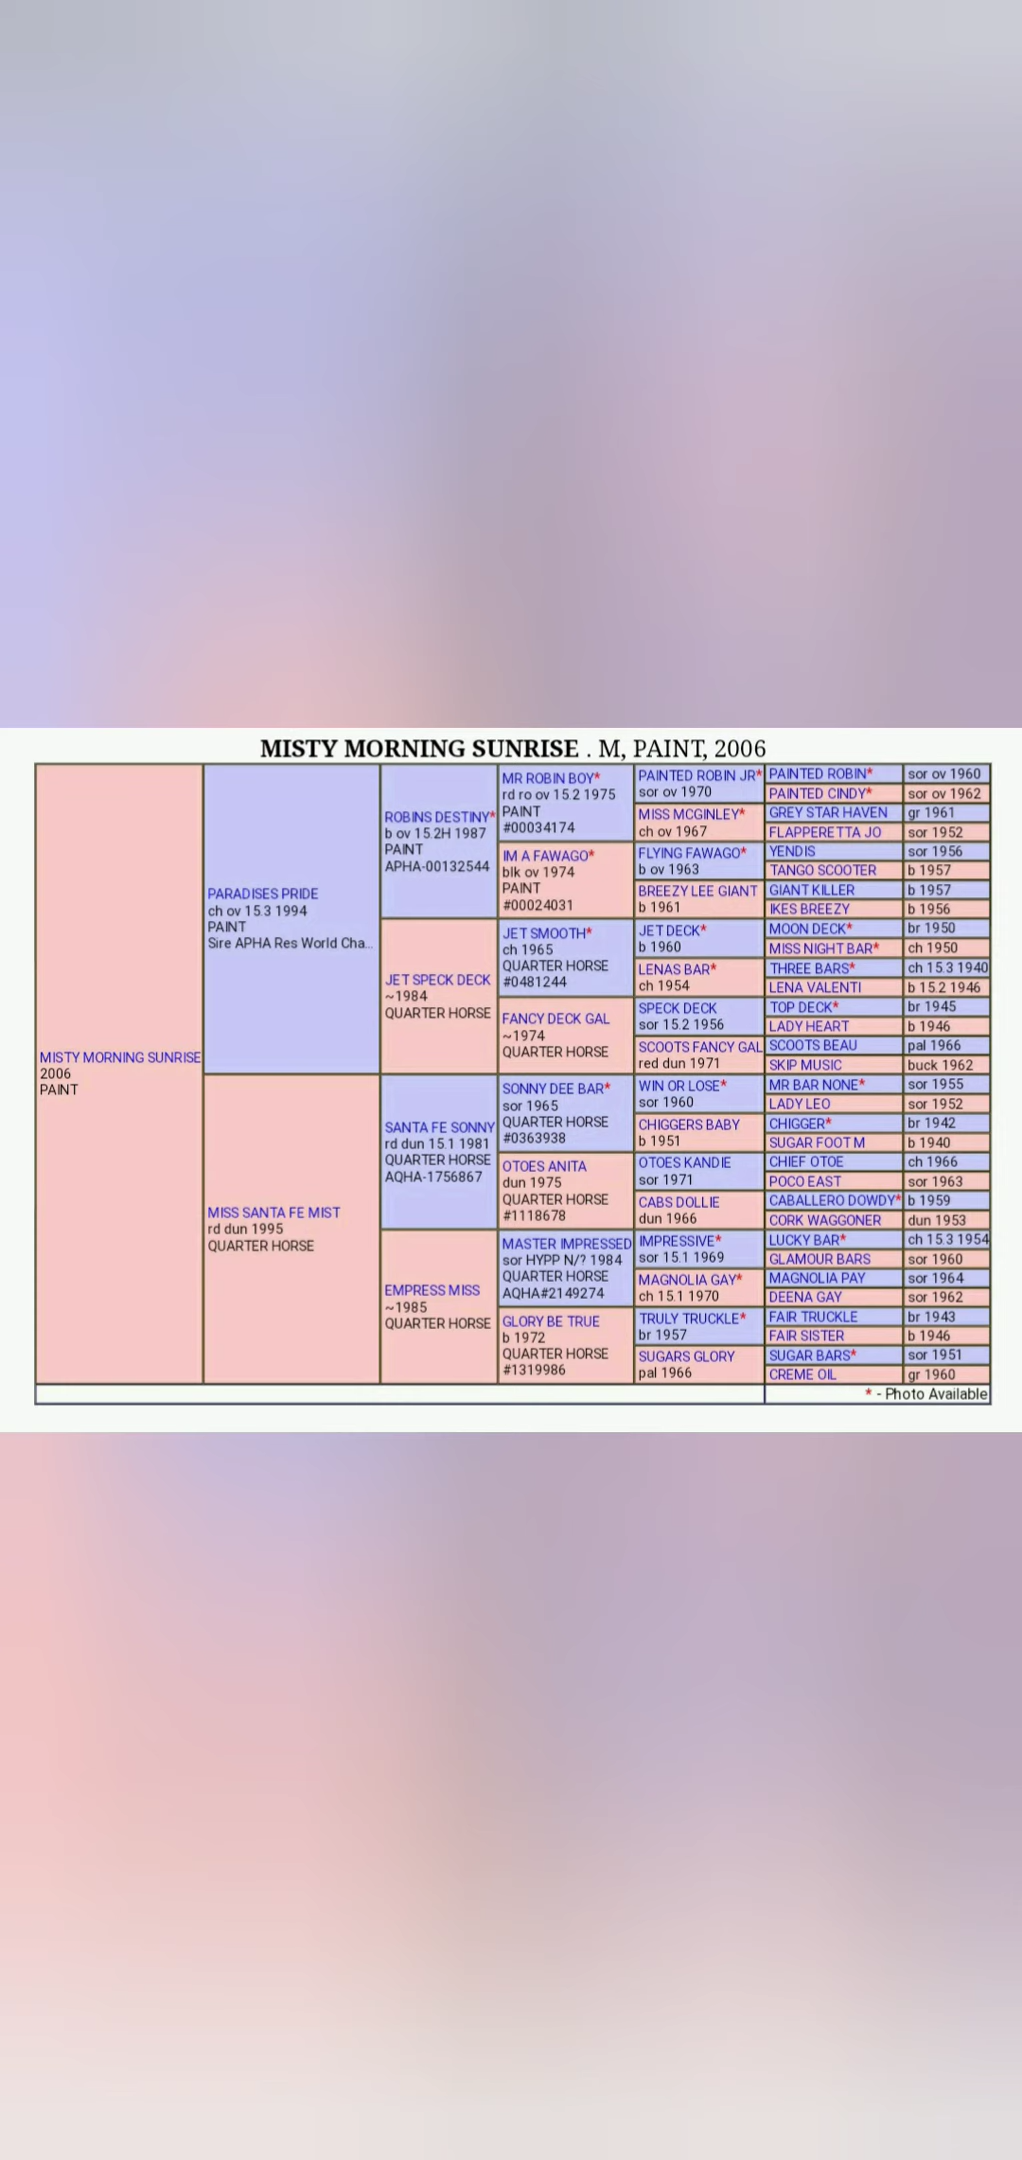 MISTY MORNING SUNRISE . M, PAINT, 2006
MISTY MORNING SUNRISE
2006
PAINT
PARADISES PRIDE
ch ov 15.3 1994
PAINT
Sire APHA Res World Cha...
MISS SANTA FE MIST
rd dun 1995
QUARTER HORSE
ROBINS DESTINY*
b ov 15.2H 1987
PAINT
APHA-00132544
JET SPECK DECK
~1984
QUARTER HORSE
SANTA FE SONNY
rd dun 15.1 1981
QUARTER HORSE
AQHA-1756867
EMPRESS MISS
~1985
QUARTER HORSE
MR ROBIN BOY*
rd ro ov 15.2 1975
PAINT
#00034174
IM A FAWAGO*
blk ov 1974
PAINT
#00024031
JET SMOOTH*
ch 1965
QUARTER HORSE
#0481244
FANCY DECK GAL
~1974
QUARTER HORSE
SONNY DEE BAR*
sor 1965
QUARTER HORSE
#0363938
OTOES ANITA
dun 1975
QUARTER HORSE
#1118678
MASTER IMPRESSED
sor HYPP N/? 1984
QUARTER HORSE
AQHA#2149274
GLORY BE TRUE
b 1972
QUARTER HORSE
#1319986
PAINTED ROBIN JR*
sor ov 1970
MISS MCGINLEY*
ch ov 1967
FLYING FAWAGO*
b ov 1963
BREEZY LEE GIANT
b 1961
JET DECK*
b 1960
LENAS BAR*
ch 1954
SPECK DECK
sor 15.2 1956
SCOOTS FANCY GAL
red dun 1971
WIN OR LOSE*
sor 1960
CHIGGERS BABY
b 1951
OTOES KANDIE
sor 1971
CABS DOLLIE
dun 1966
IMPRESSIVE*
sor 15.1 1969
MAGNOLIA GAY*
ch 15.1 1970
TRULY TRUCKLE*
br 1957
SUGARS GLORY
pal 1966
PAINTED ROBIN* sor ov 1960
PAINTED CINDY* sor ov 1962
GREY STAR HAVEN gr 1961
FLAPPERETTA JO sor 1952
YENDIS sor 1956
TANGO SCOOTER b 1957
GIANT KILLER b 1957
IKES BREEZY b 1956
MOON DECK* br 1950
MISS NIGHT BAR* ch 1950
THREE BARS* ch 15.3 1940
LENA VALENTI b 15.2 1946
TOP DECK* br 1945
LADY HEART b 1946
SCOOTS BEAU pal 1966
SKIP MUSIC buck 1962
MR BAR NONE* sor 1955
LADY LEO sor 1952
CHIGGER* br 1942
SUGAR FOOT M b 1940
CHIEF OTOE ch 1966
POCO EAST sor 1963
CABALLERO DOWDY* b 1959
CORK WAGGONER dun 1953
LUCKY BAR* ch 15.3 1954
GLAMOUR BARS sor 1960
MAGNOLIA PAY sor 1964
DEENA GAY sor 1962
FAIR TRUCKLE br 1943
FAIR SISTER b 1946
SUGAR BARS* sor 1951
CREME OIL gr 1960
* - Photo Available